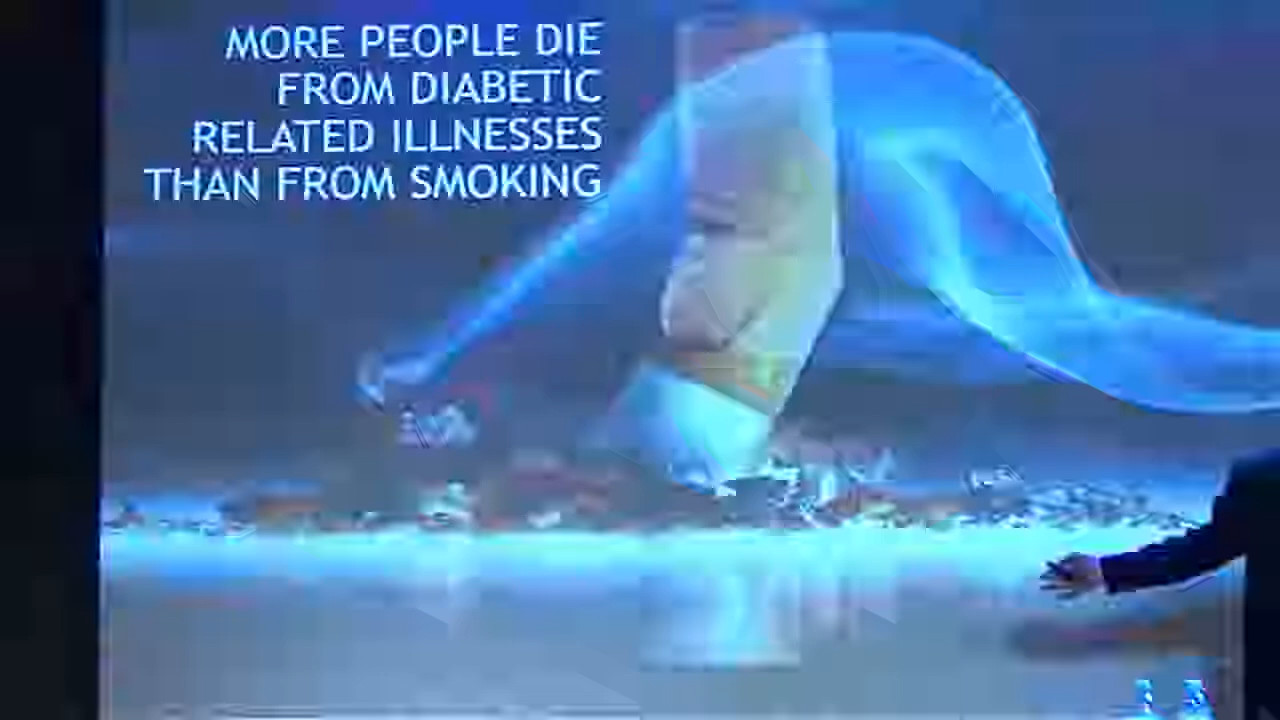 MORE PEOPLE DIE
FROM DIABETIC
RELATED ILLNESSES
THAN FROM SMOKING